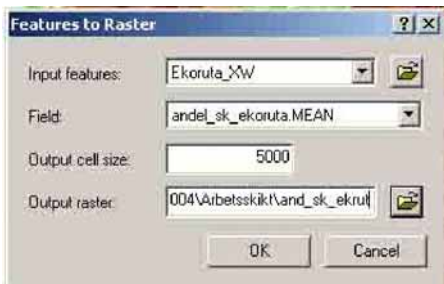 Features to Raster ? X
Input features: Ekoruta_XW
Field: andel_sk_ekoruta.MEAN
Output cell size: 5000
Output raster: 004\Arbetsskikt\and_sk_ekrut
OK Cancel